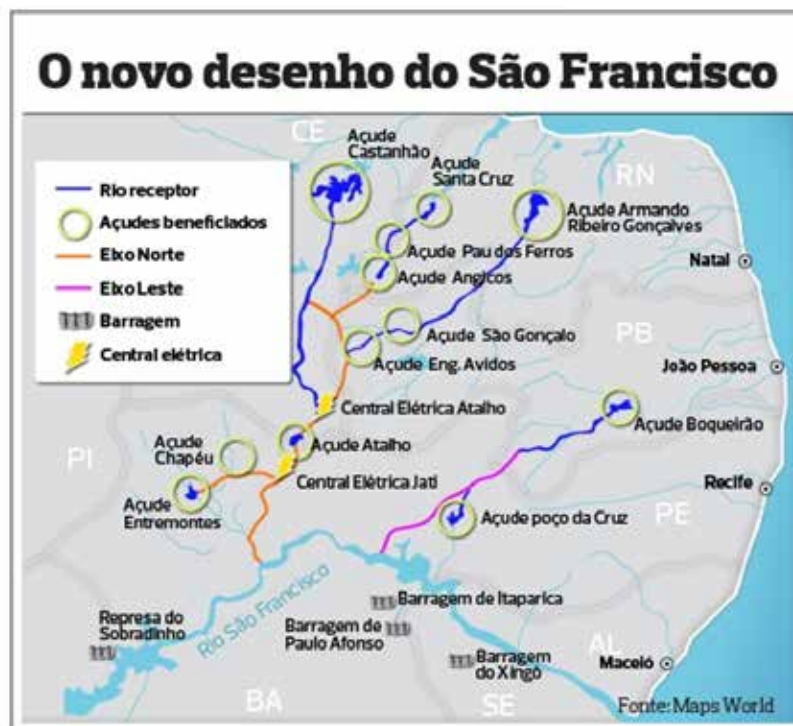 O novo desenho do São Francisco
CE
Açude
Castanhão
Açude
Santa Cruz
RN
Rio receptor
Açudes beneficiados
Eixo Norte
Eixo Leste
Barragem
Central elétrica
Açude Armando
Ribeiro Gonçalves
Açude Pau dos Ferros
Natal
Açude Angicos
Açude São Gonçalo
PB
Açude Eng. Avidos
João Pessoa
Central Elétrica Atalho
Açude Boqueirão
Açude
Chapéu
Açude Atalho
PI
Central Elétrica Jati
Recife
Açude
Entremontes
Açude poço da Cruz
PE
Rio São Francisco
Barragem de Itaparica
Represa do
Sobradinho
Barragem de
Paulo Afonso
AL
Barragem
do Xingó
Maceió
BA
SE
Fonte: Maps World